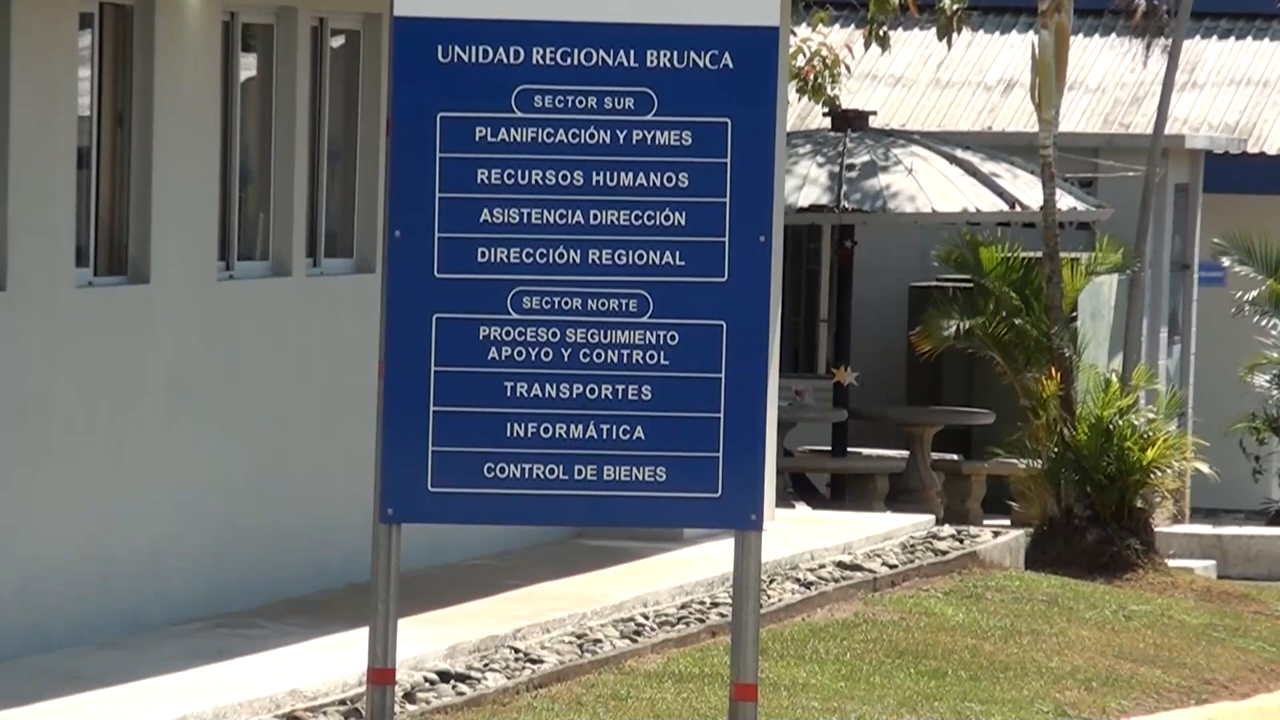 UNIDAD REGIONAL BRUNCA
SECTOR SUR
PLANIFICACIÓN Y PYMES
RECURSOS HUMANOS
ASISTENCIA DIRECCIÓN
DIRECCIÓN REGIONAL
SECTOR NORTE
PROCESO SEGUIMIENTO
APOYO Y CONTROL
TRANSPORTES
INFORMÁTICA
CONTROL DE BIENES